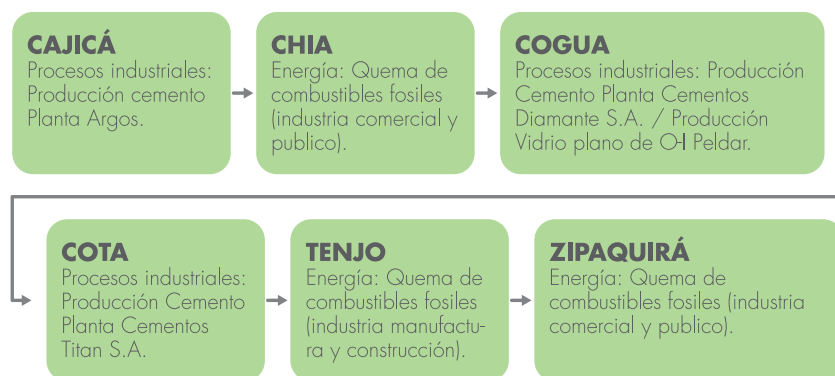 CAJICÁ
Procesos industriales:
Producción cemento
Planta Argos.
CHIA
Energía: Quema de
combustibles fosiles
(industria comercial y
publico).
COGUA
Procesos industriales: Producción
Cemento Planta Cementos
Diamante S.A. / Producción
Vidrio plano de O-I Peldar.
COTA
Procesos industriales:
Producción Cemento
Planta Cementos
Titan S.A.
TENJO
Energía: Quema de
combustibles fosiles
(industria manufactu-
ra y construcción).
ZIPAQUIRÁ
Energía: Quema de
combustibles fosiles (industria
comercial y publico).